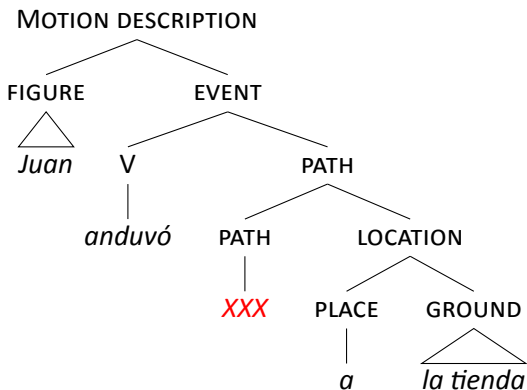 MOTION DESCRIPTION
FIGURE EVENT
Juan V PATH
anduvó PATH LOCATION
XXX PLACE GROUND
a la tienda